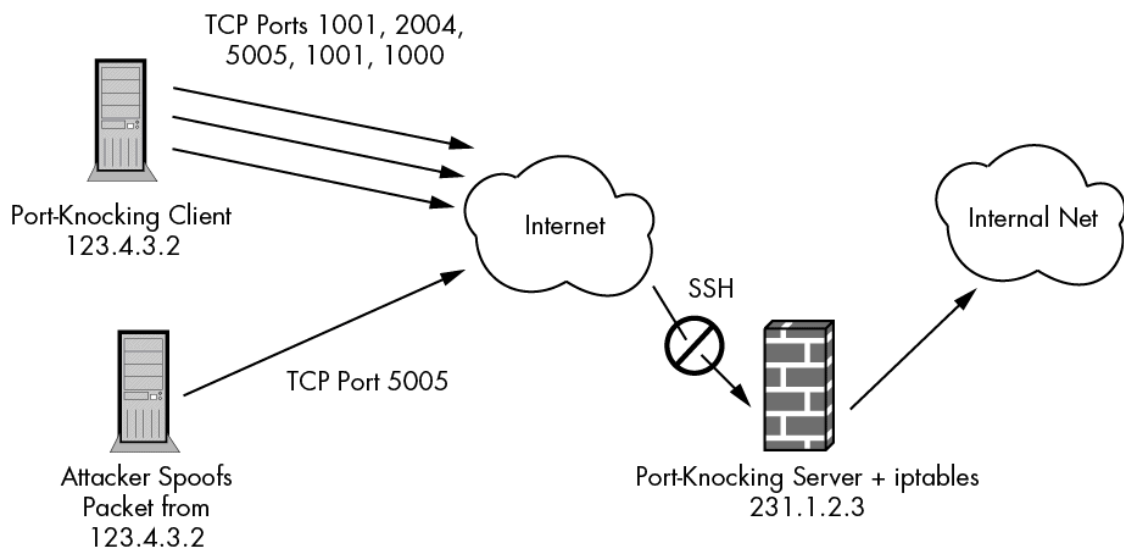 TCP Ports 1001, 2004,
5005, 1001, 1000
Port-Knocking Client
123.4.3.2
Internet
Internal Net
SSH
TCP Port 5005
Attacker Spoofs
Packet from
123.4.3.2
Port-Knocking Server + iptables
231.1.2.3